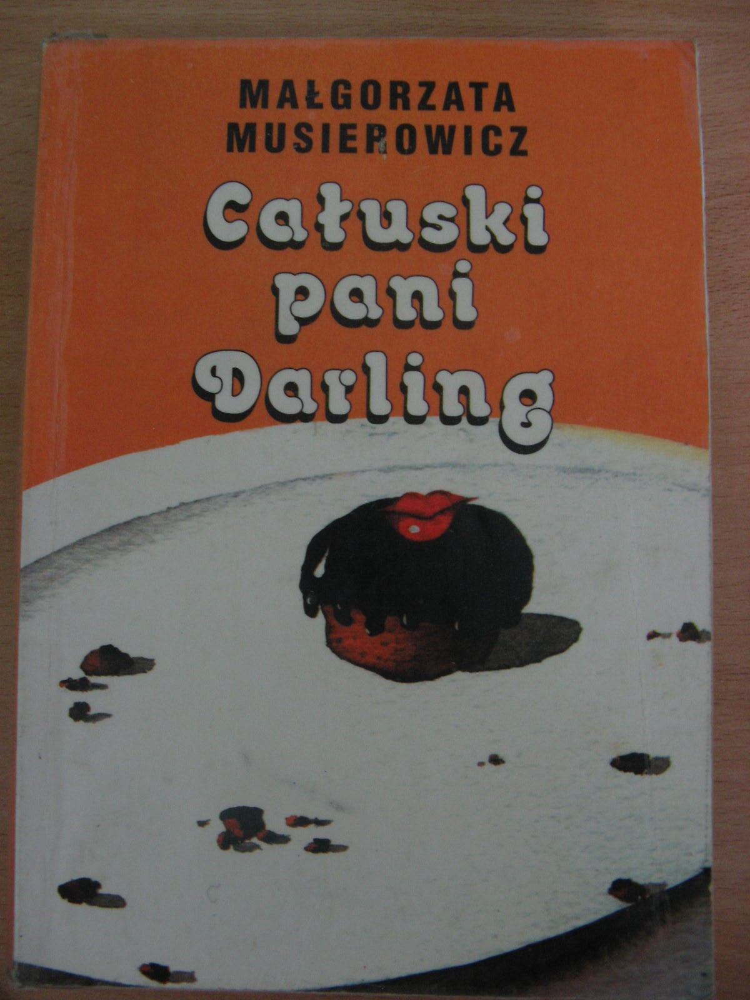 MAŁGORZATA
MUSIEROWICZ
Całuski
pani
Darling